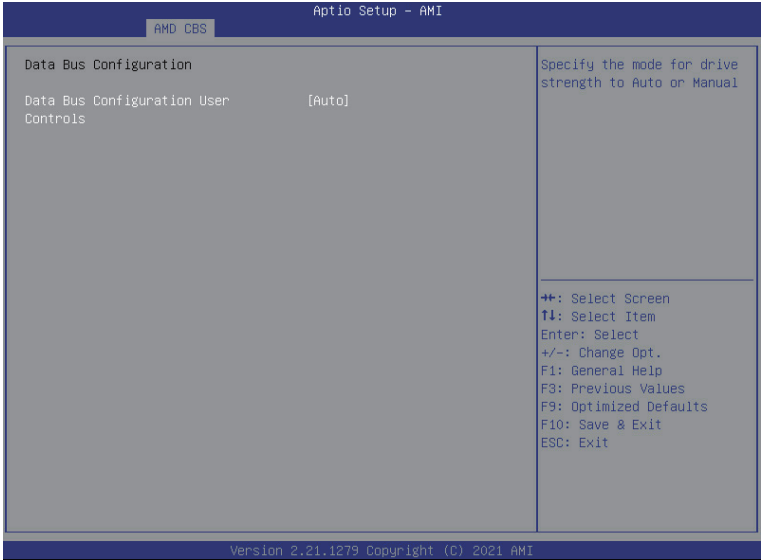 Aptio Setup – AMI
AMD CBS
Data Bus Configuration
Data Bus Configuration User [Auto]
Controls
Specify the mode for drive
strength to Auto or Manual
→←: Select Screen
↑↓: Select Item
Enter: Select
+/-: Change Opt.
F1: General Help
F3: Previous Values
F9: Optimized Defaults
F10: Save & Exit
ESC: Exit
Version 2.21.1279 Copyright (C) 2021 AMI